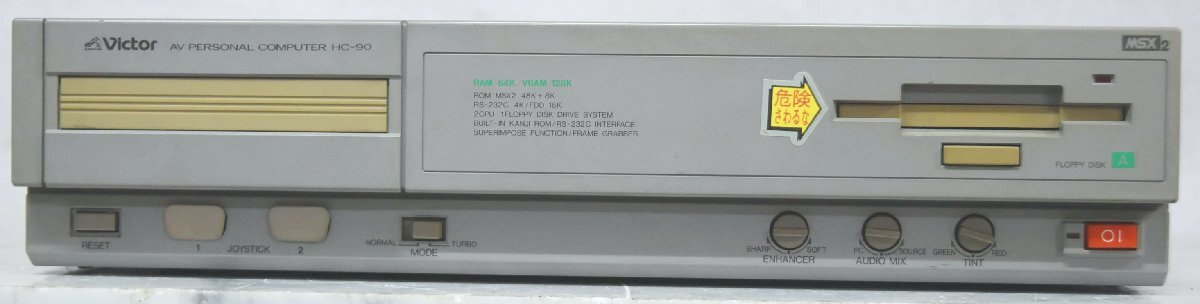 Victor AV PERSONAL COMPUTER HC-90
MSX2
RAM 64K/VRAM 128K
ROM MSX2 48K+8K
RS-232C 4K/FDD 16K
2CPU 1FLOPPY DISK DRIVE SYSTEM
BUILT-IN KANJI ROM/RS-232C INTERFACE
SUPERIMPOSE FUNCTION/FRAME GRABBER
危険
さわるな
FLOPPY DISK A
RESET
1 JOYSTICK 2
NORMAL TURBO
MODE
SHARP SOFT
ENHANCER
PC SOURCE
AUDIO MIX
GREEN RED
TINT
OI